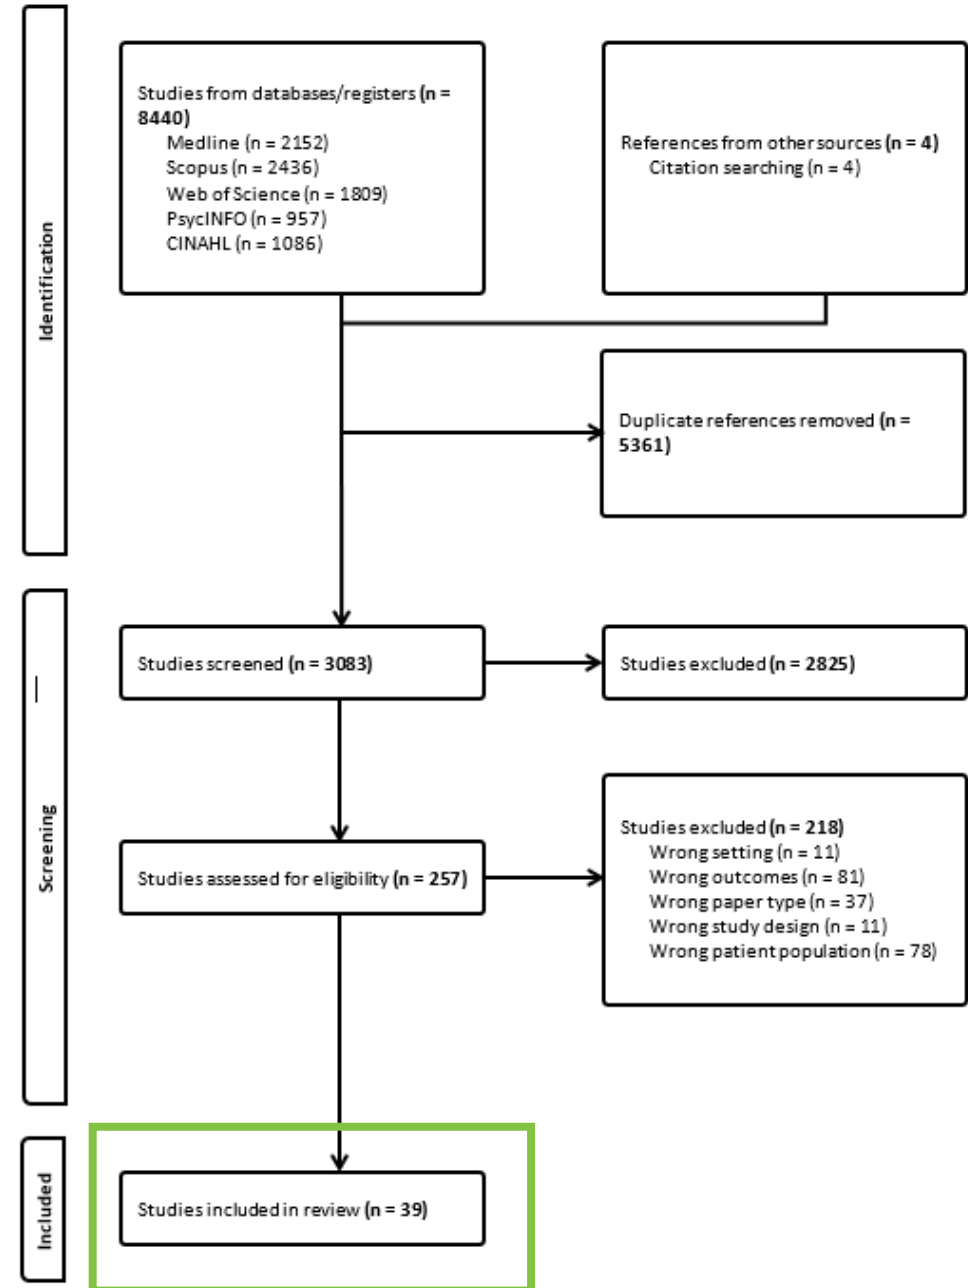 Identification
Studies from databases/registers (n =
8440)
Medline (n = 2152)
Scopus (n = 2436)
Web of Science (n = 1809)
PsycINFO (n = 957)
CINAHL (n = 1086)
References from other sources (n = 4)
Citation searching (n = 4)
Duplicate references removed (n =
5361)
Screening
Studies screened (n = 3083)
Studies excluded (n = 2825)
Studies assessed for eligibility (n = 257)
Studies excluded (n = 218)
Wrong setting (n = 11)
Wrong outcomes (n = 81)
Wrong paper type (n = 37)
Wrong study design (n = 11)
Wrong patient population (n = 78)
Included
Studies included in review (n = 39)